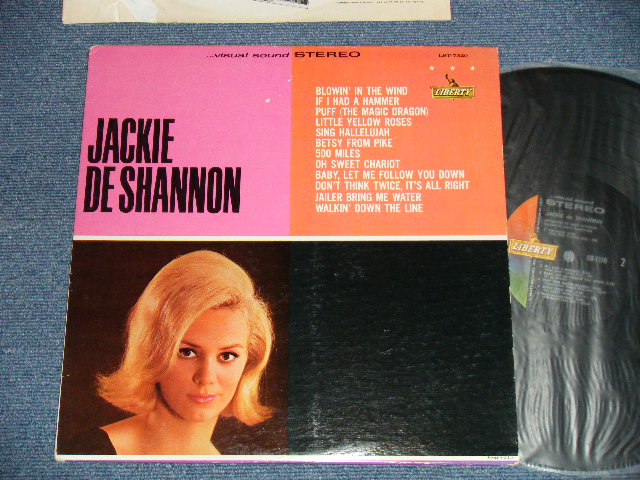 ...visual sound STEREO
LST-7320
★ ★ ★
LIBERTY
BLOWIN' IN THE WIND
IF I HAD A HAMMER
PUFF (THE MAGIC DRAGON)
LITTLE YELLOW ROSES
SING HALLELUJAH
BETSY FROM PIKE
500 MILES
OH SWEET CHARIOT
BABY, LET ME FOLLOW YOU DOWN
DON'T THINK TWICE, IT'S ALL RIGHT
JAILER BRING ME WATER
WALKIN' DOWN THE LINE
JACKIE
DE SHANNON
STEREO
JACKIE de SHANNON
LIBERTY
2